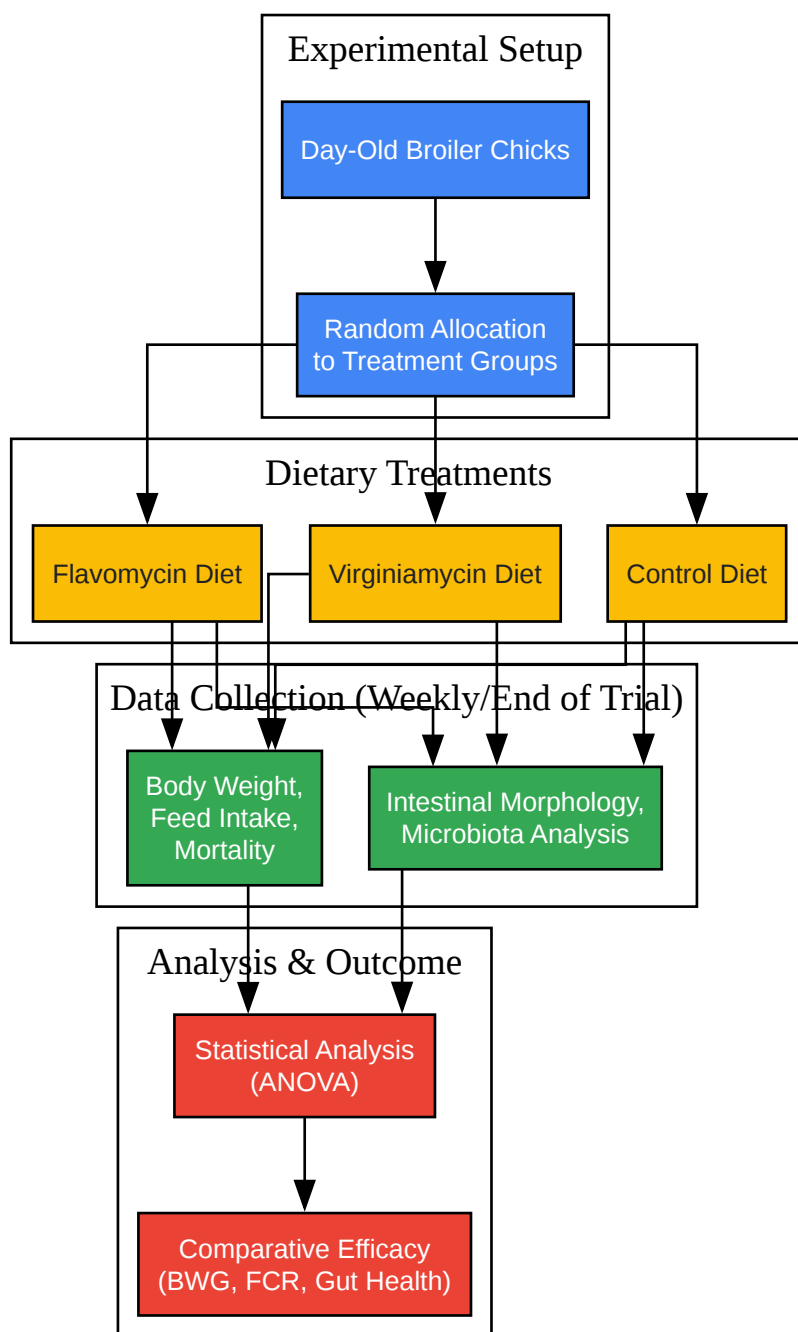 Experimental Setup
Day-Old Broiler Chicks
Random Allocation
to Treatment Groups
Dietary Treatments
Flavomycin Diet
Virginiamycin Diet
Control Diet
Data Collection (Weekly/End of Trial)
Body Weight,
Feed Intake,
Mortality
Intestinal Morphology,
Microbiota Analysis
Analysis & Outcome
Statistical Analysis
(ANOVA)
Comparative Efficacy
(BWG, FCR, Gut Health)